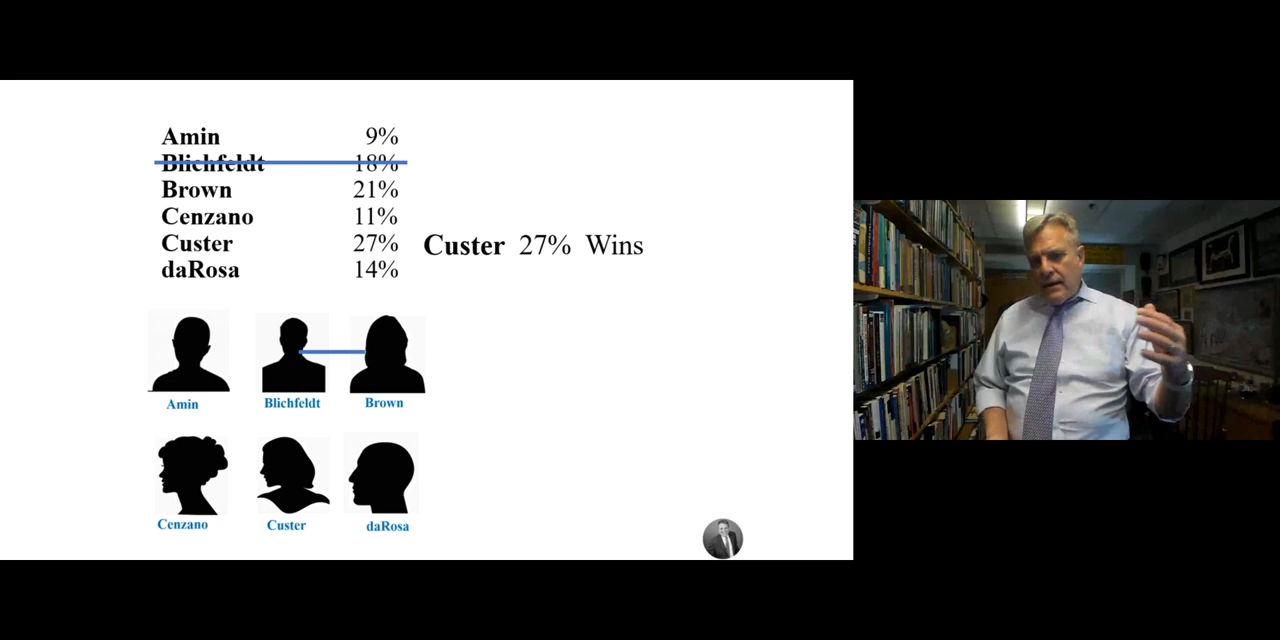 Amin 9%
Blichfeldt 18%
Brown 21%
Cenzano 11%
Custer 27% Custer 27% Wins
daRosa 14%
Amin Blichfeldt Brown
Cenzano Custer daRosa